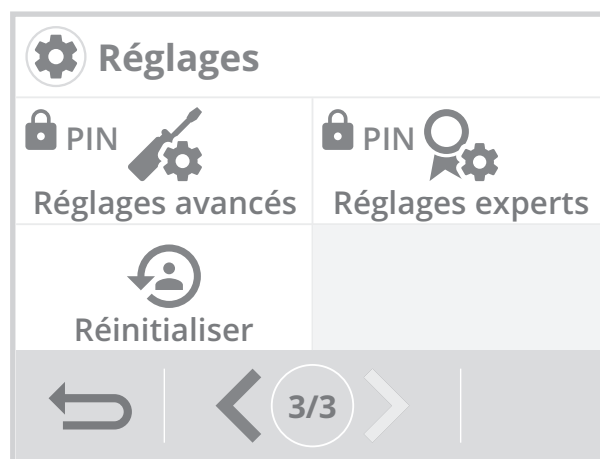 Réglages
PIN
Réglages avancés
PIN
Réglages experts
Réinitialiser
3/3